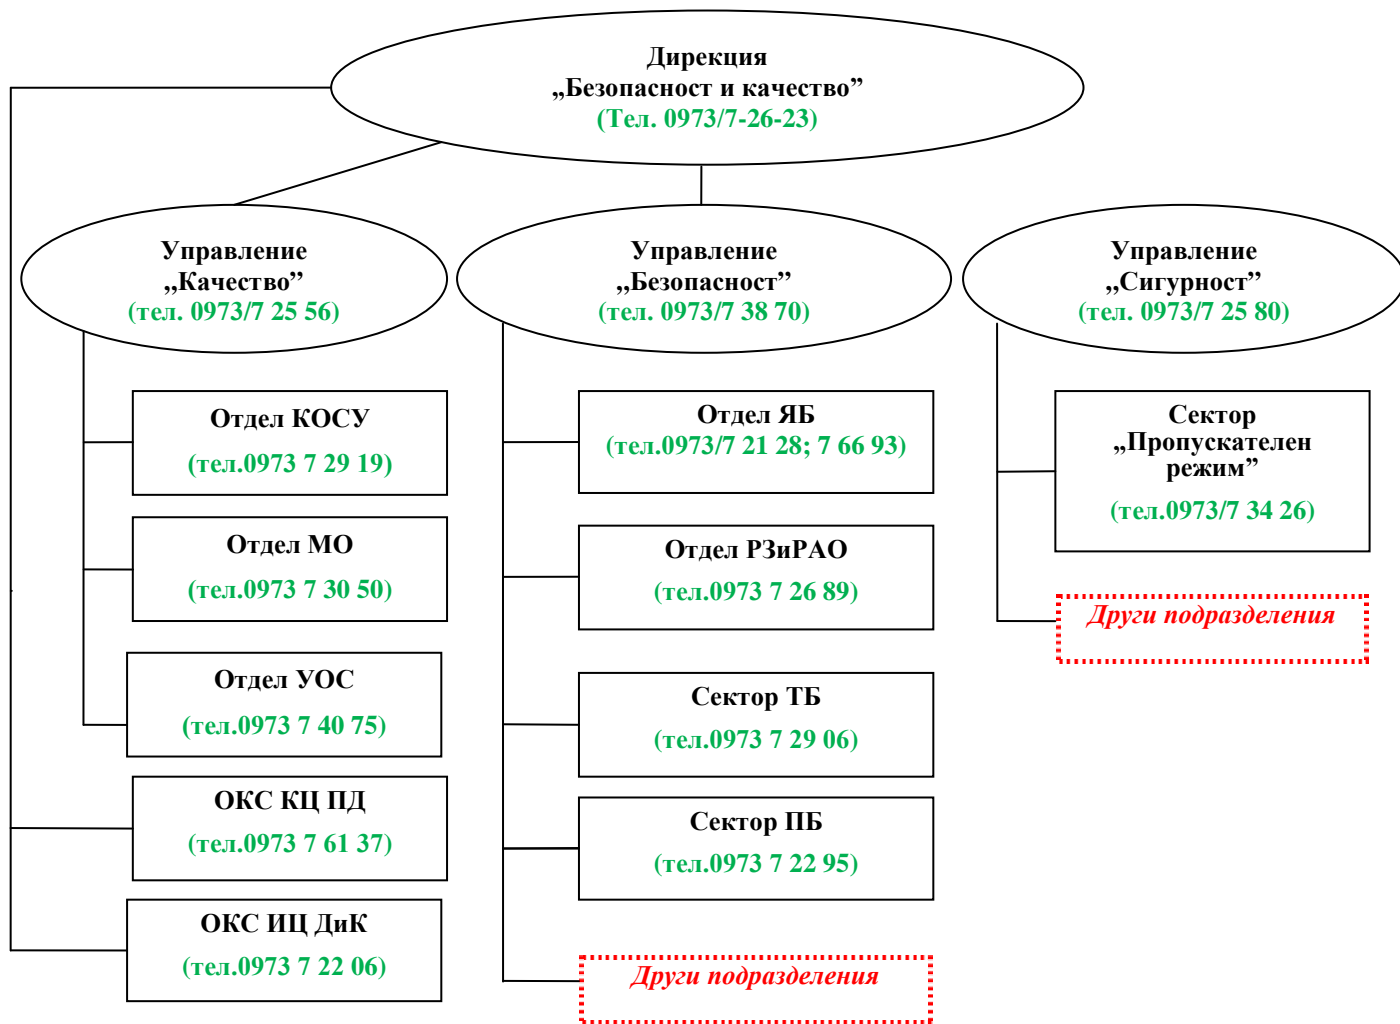 Дирекция
„Безопасност и качество”
(Тел. 0973/7-26-23)
Управление
„Качество”
(тел. 0973/7 25 56)
Управление
„Безопасност”
(тел. 0973/7 38 70)
Управление
„Сигурност”
(тел. 0973/7 25 80)
Отдел КОСУ
(тел.0973 7 29 19)
Отдел МО
(тел.0973 7 30 50)
Отдел УОС
(тел.0973 7 40 75)
ОКС КЦ ПД
(тел.0973 7 61 37)
ОКС ИЦ ДиК
(тел.0973 7 22 06)
Отдел ЯБ
(тел.0973/7 21 28; 7 66 93)
Отдел РЗиРАО
(тел.0973 7 26 89)
Сектор ТБ
(тел.0973 7 29 06)
Сектор ПБ
(тел.0973 7 22 95)
Други подразделения
Сектор
„Пропускателен
режим”
(тел.0973/7 34 26)
Други подразделения